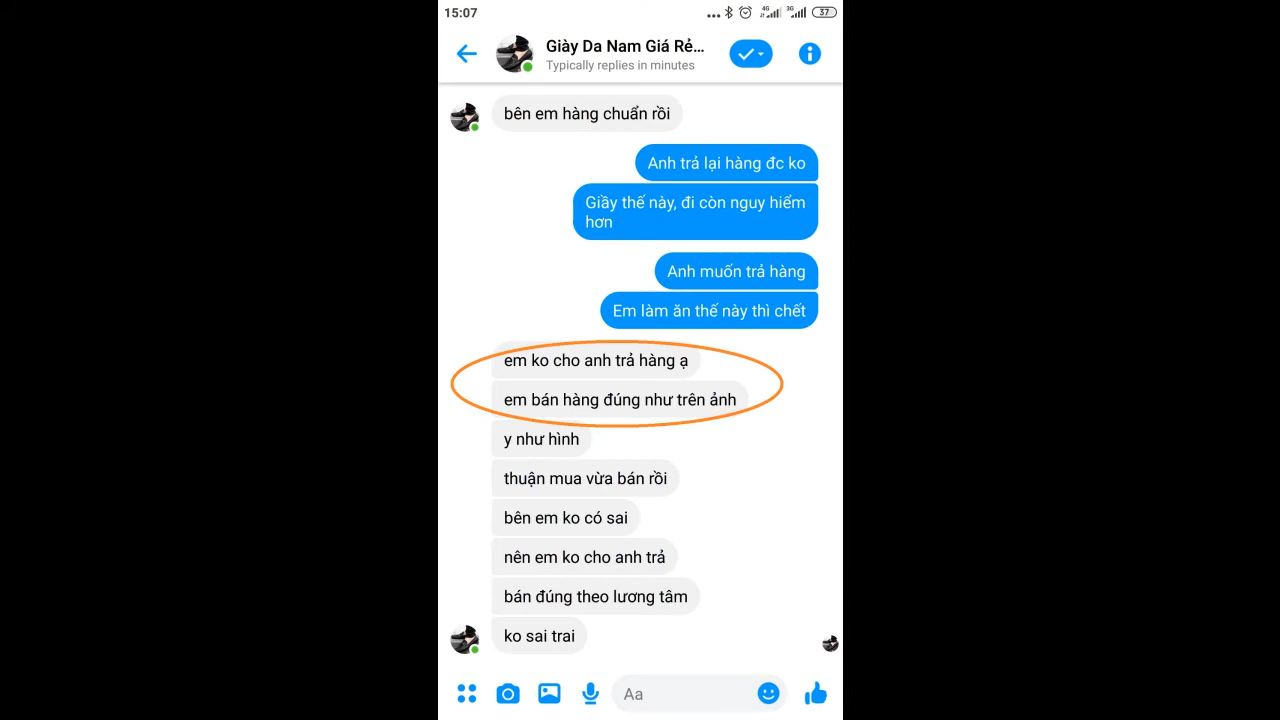 15:07
4G
3G
37
Giày Da Nam Giá Rẻ...
Typically replies in minutes
bên em hàng chuẩn rồi
Anh trả lại hàng đc ko
Giầy thế này, đi còn nguy hiểm
hơn
Anh muốn trả hàng
Em làm ăn thế này thì chết
em ko cho anh trả hàng ạ
em bán hàng đúng như trên ảnh
y như hình
thuận mua vừa bán rồi
bên em ko có sai
nên em ko cho anh trả
bán đúng theo lương tâm
ko sai trai
Aa